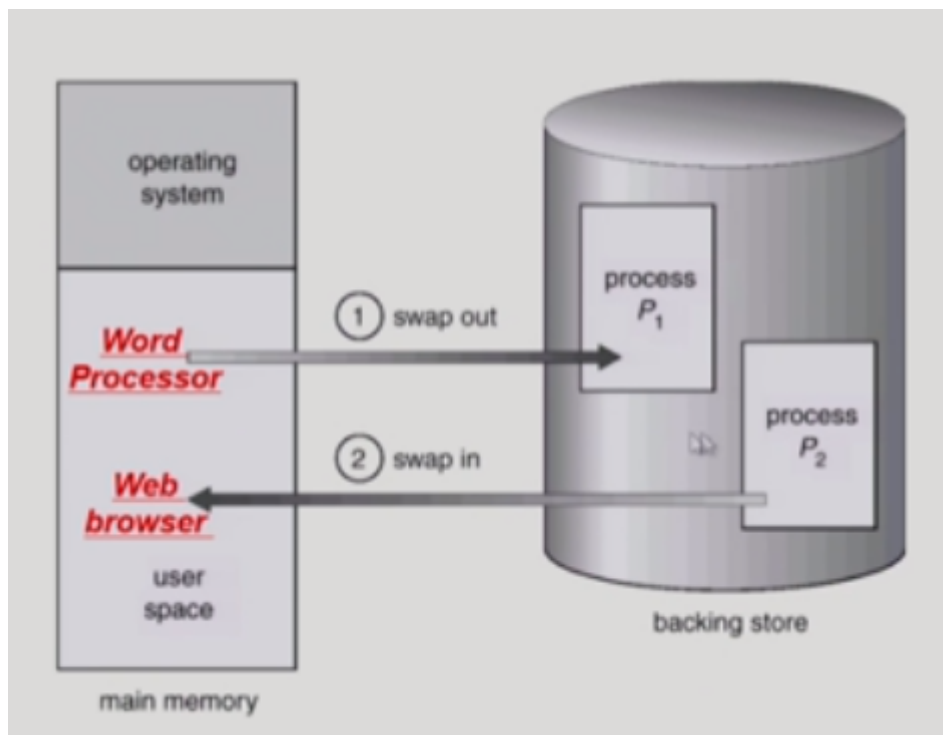 operating
system
Word
Processor
Web
browser
user
space
main memory
1 swap out
2 swap in
process
P1
process
P2
backing store